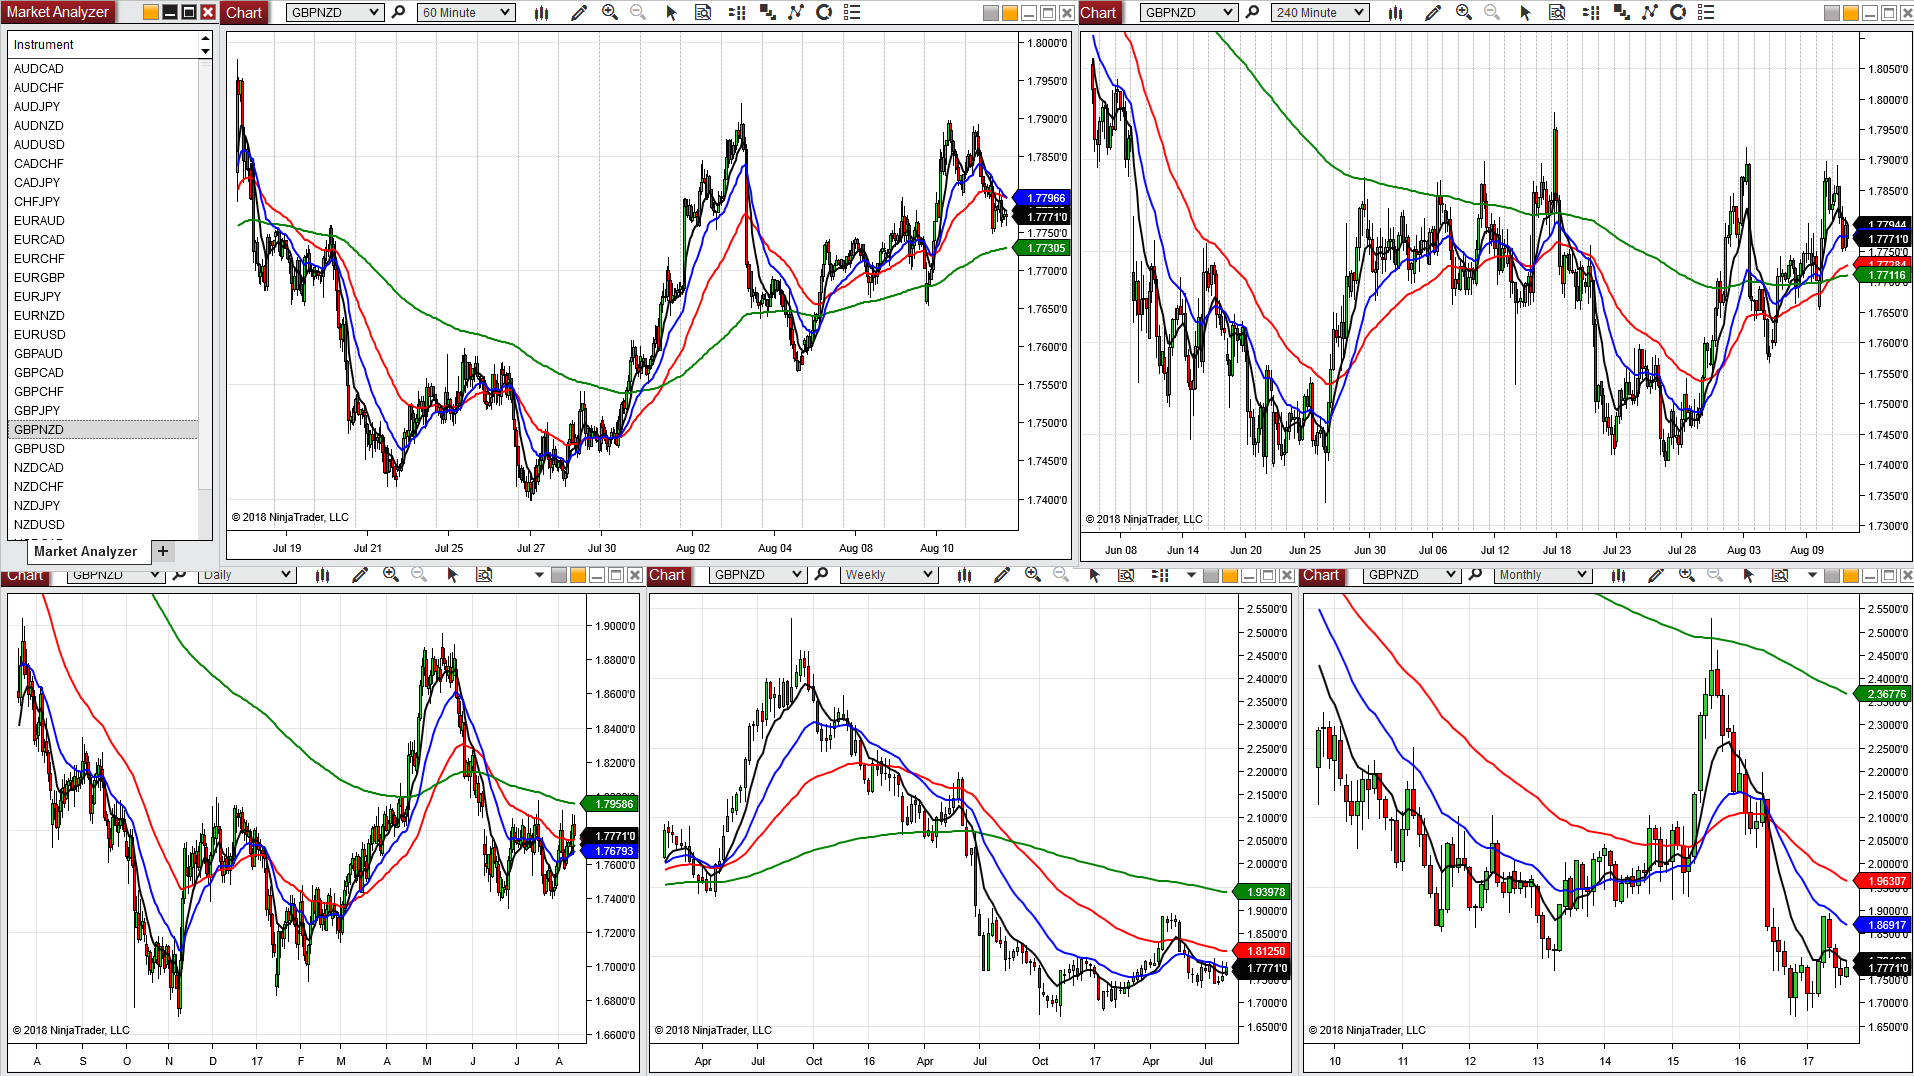 Market Analyzer
Instrument
AUDCAD
AUDCHF
AUDJPY
AUDNZD
AUDUSD
CADCHF
CADJPY
CHFJPY
EURAUD
EURCAD
EURCHF
EURGBP
EURJPY
EURNZD
EURUSD
GBPAUD
GBPCAD
GBPCHF
GBPJPY
GBPNZD
GBPUSD
NZDCAD
NZDCHF
NZDJPY
NZDUSD
Market Analyzer +
Chart GBPNZD 60 Minute
1.8000'0
1.7950'0
1.7900'0
1.7850'0
1.77966
1.7771'0
1.7750'0
1.77305
1.7700'0
1.7650'0
1.7600'0
1.7550'0
1.7500'0
1.7450'0
1.7400'0
© 2018 NinjaTrader, LLC
Jul 19 Jul 21 Jul 25 Jul 27 Jul 30 Aug 02 Aug 04 Aug 08 Aug 10
Chart GBPNZD 240 Minute
1.8050'0
1.8000'0
1.7950'0
1.7900'0
1.7850'0
1.77944
1.7771'0
1.77284
1.77116
1.7650'0
1.7600'0
1.7550'0
1.7500'0
1.7450'0
1.7400'0
1.7350'0
1.7300'0
© 2018 NinjaTrader, LLC
Jun 08 Jun 14 Jun 20 Jun 25 Jun 30 Jul 06 Jul 12 Jul 18 Jul 23 Jul 28 Aug 03 Aug 09
Chart GBPNZD Daily
1.9000'0
1.8800'0
1.8600'0
1.8400'0
1.8200'0
1.79586
1.7771'0
1.76793
1.7600'0
1.7400'0
1.7200'0
1.7000'0
1.6800'0
1.6600'0
© 2018 NinjaTrader, LLC
A S O N D 17 F M A M J J A
Chart GBPNZD Weekly
2.5500'0
2.5000'0
2.4500'0
2.4000'0
2.3500'0
2.3000'0
2.2500'0
2.2000'0
2.1500'0
2.1000'0
2.0500'0
2.0000'0
1.93978
1.9000'0
1.8500'0
1.81250
1.7771'0
1.7500'0
1.7000'0
1.6500'0
© 2018 NinjaTrader, LLC
Apr Jul Oct 16 Apr Jul Oct 17 Apr Jul
Chart GBPNZD Monthly
2.5500'0
2.5000'0
2.4500'0
2.4000'0
2.36776
2.3000'0
2.2500'0
2.2000'0
2.1500'0
2.1000'0
2.0500'0
2.0000'0
1.96307
1.9000'0
1.86917
1.8500'0
1.7771'0
1.7500'0
1.7000'0
1.6500'0
© 2018 NinjaTrader, LLC
10 11 12 13 14 15 16 17